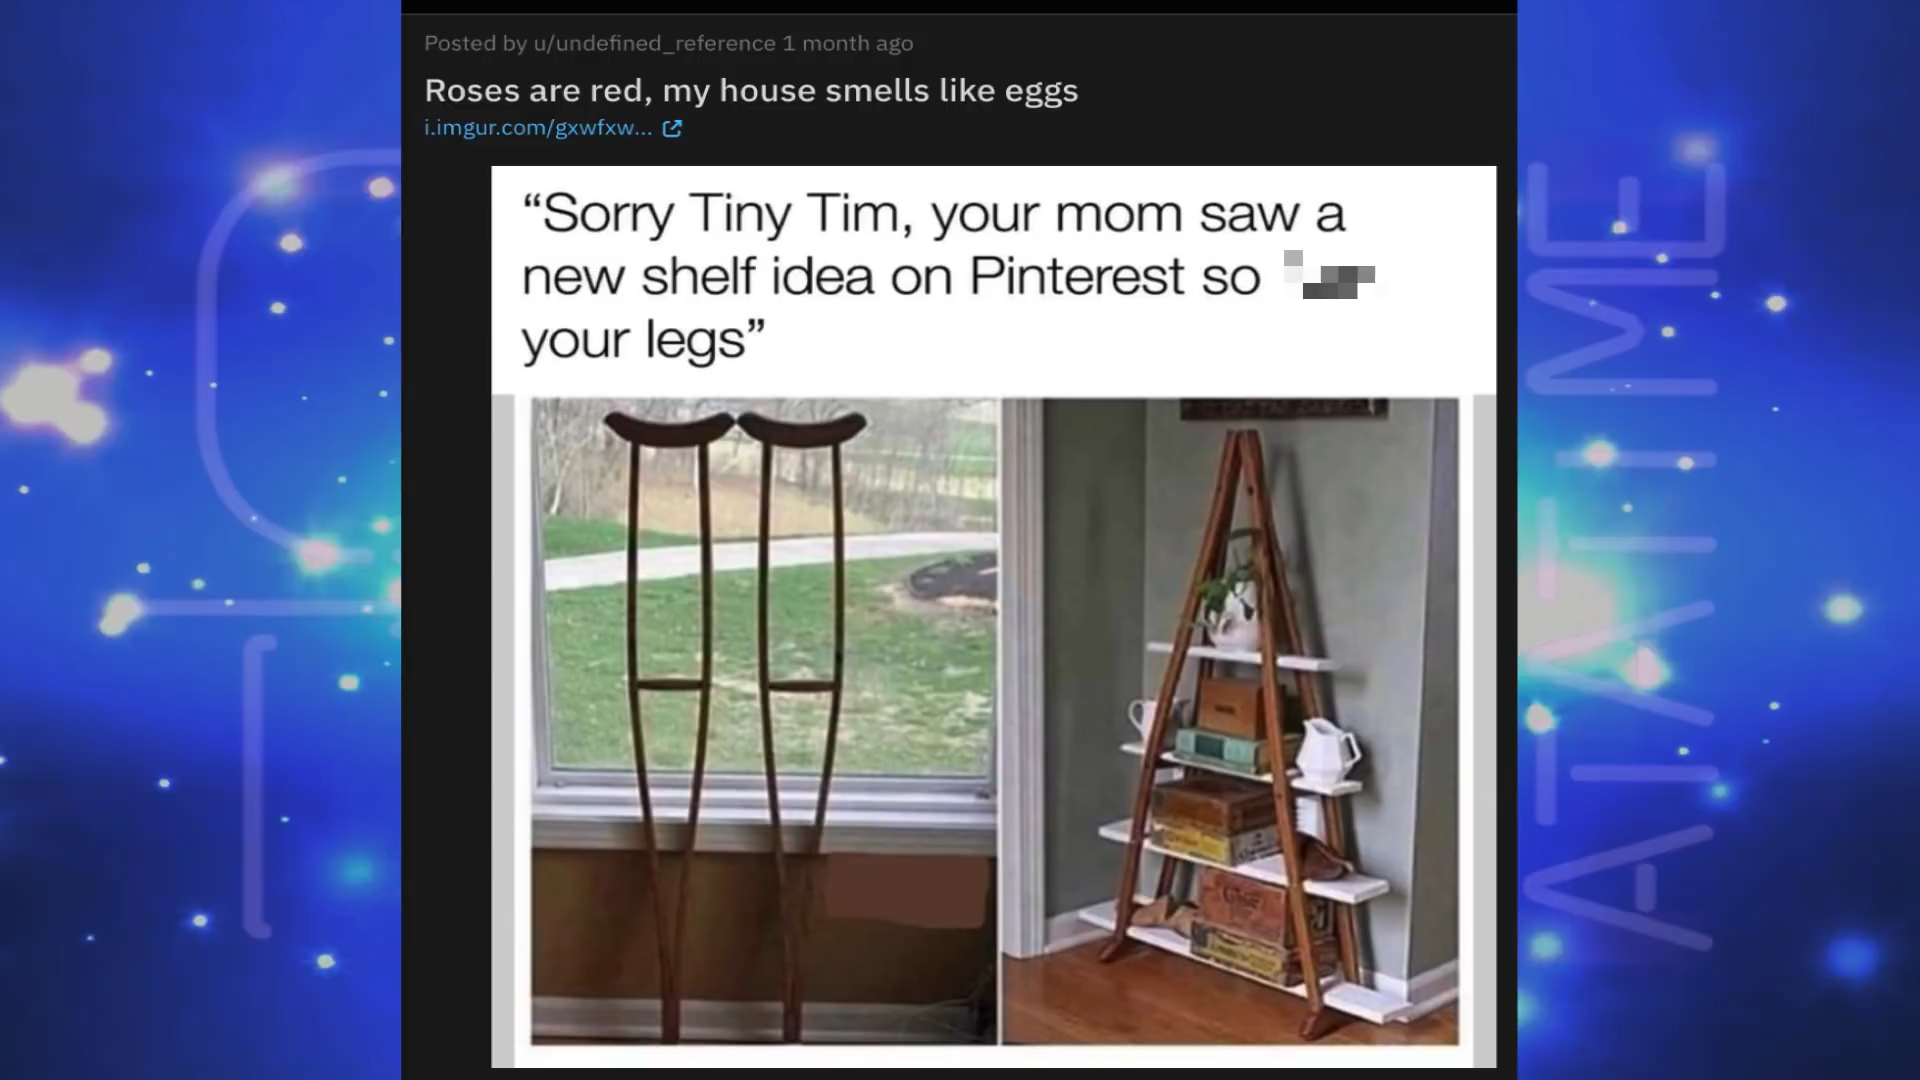 Posted by u/undefined_reference 1 month ago
Roses are red, my house smells like eggs
i.imgur.com/gxwfxw...
“Sorry Tiny Tim, your mom saw a
new shelf idea on Pinterest so
your legs”